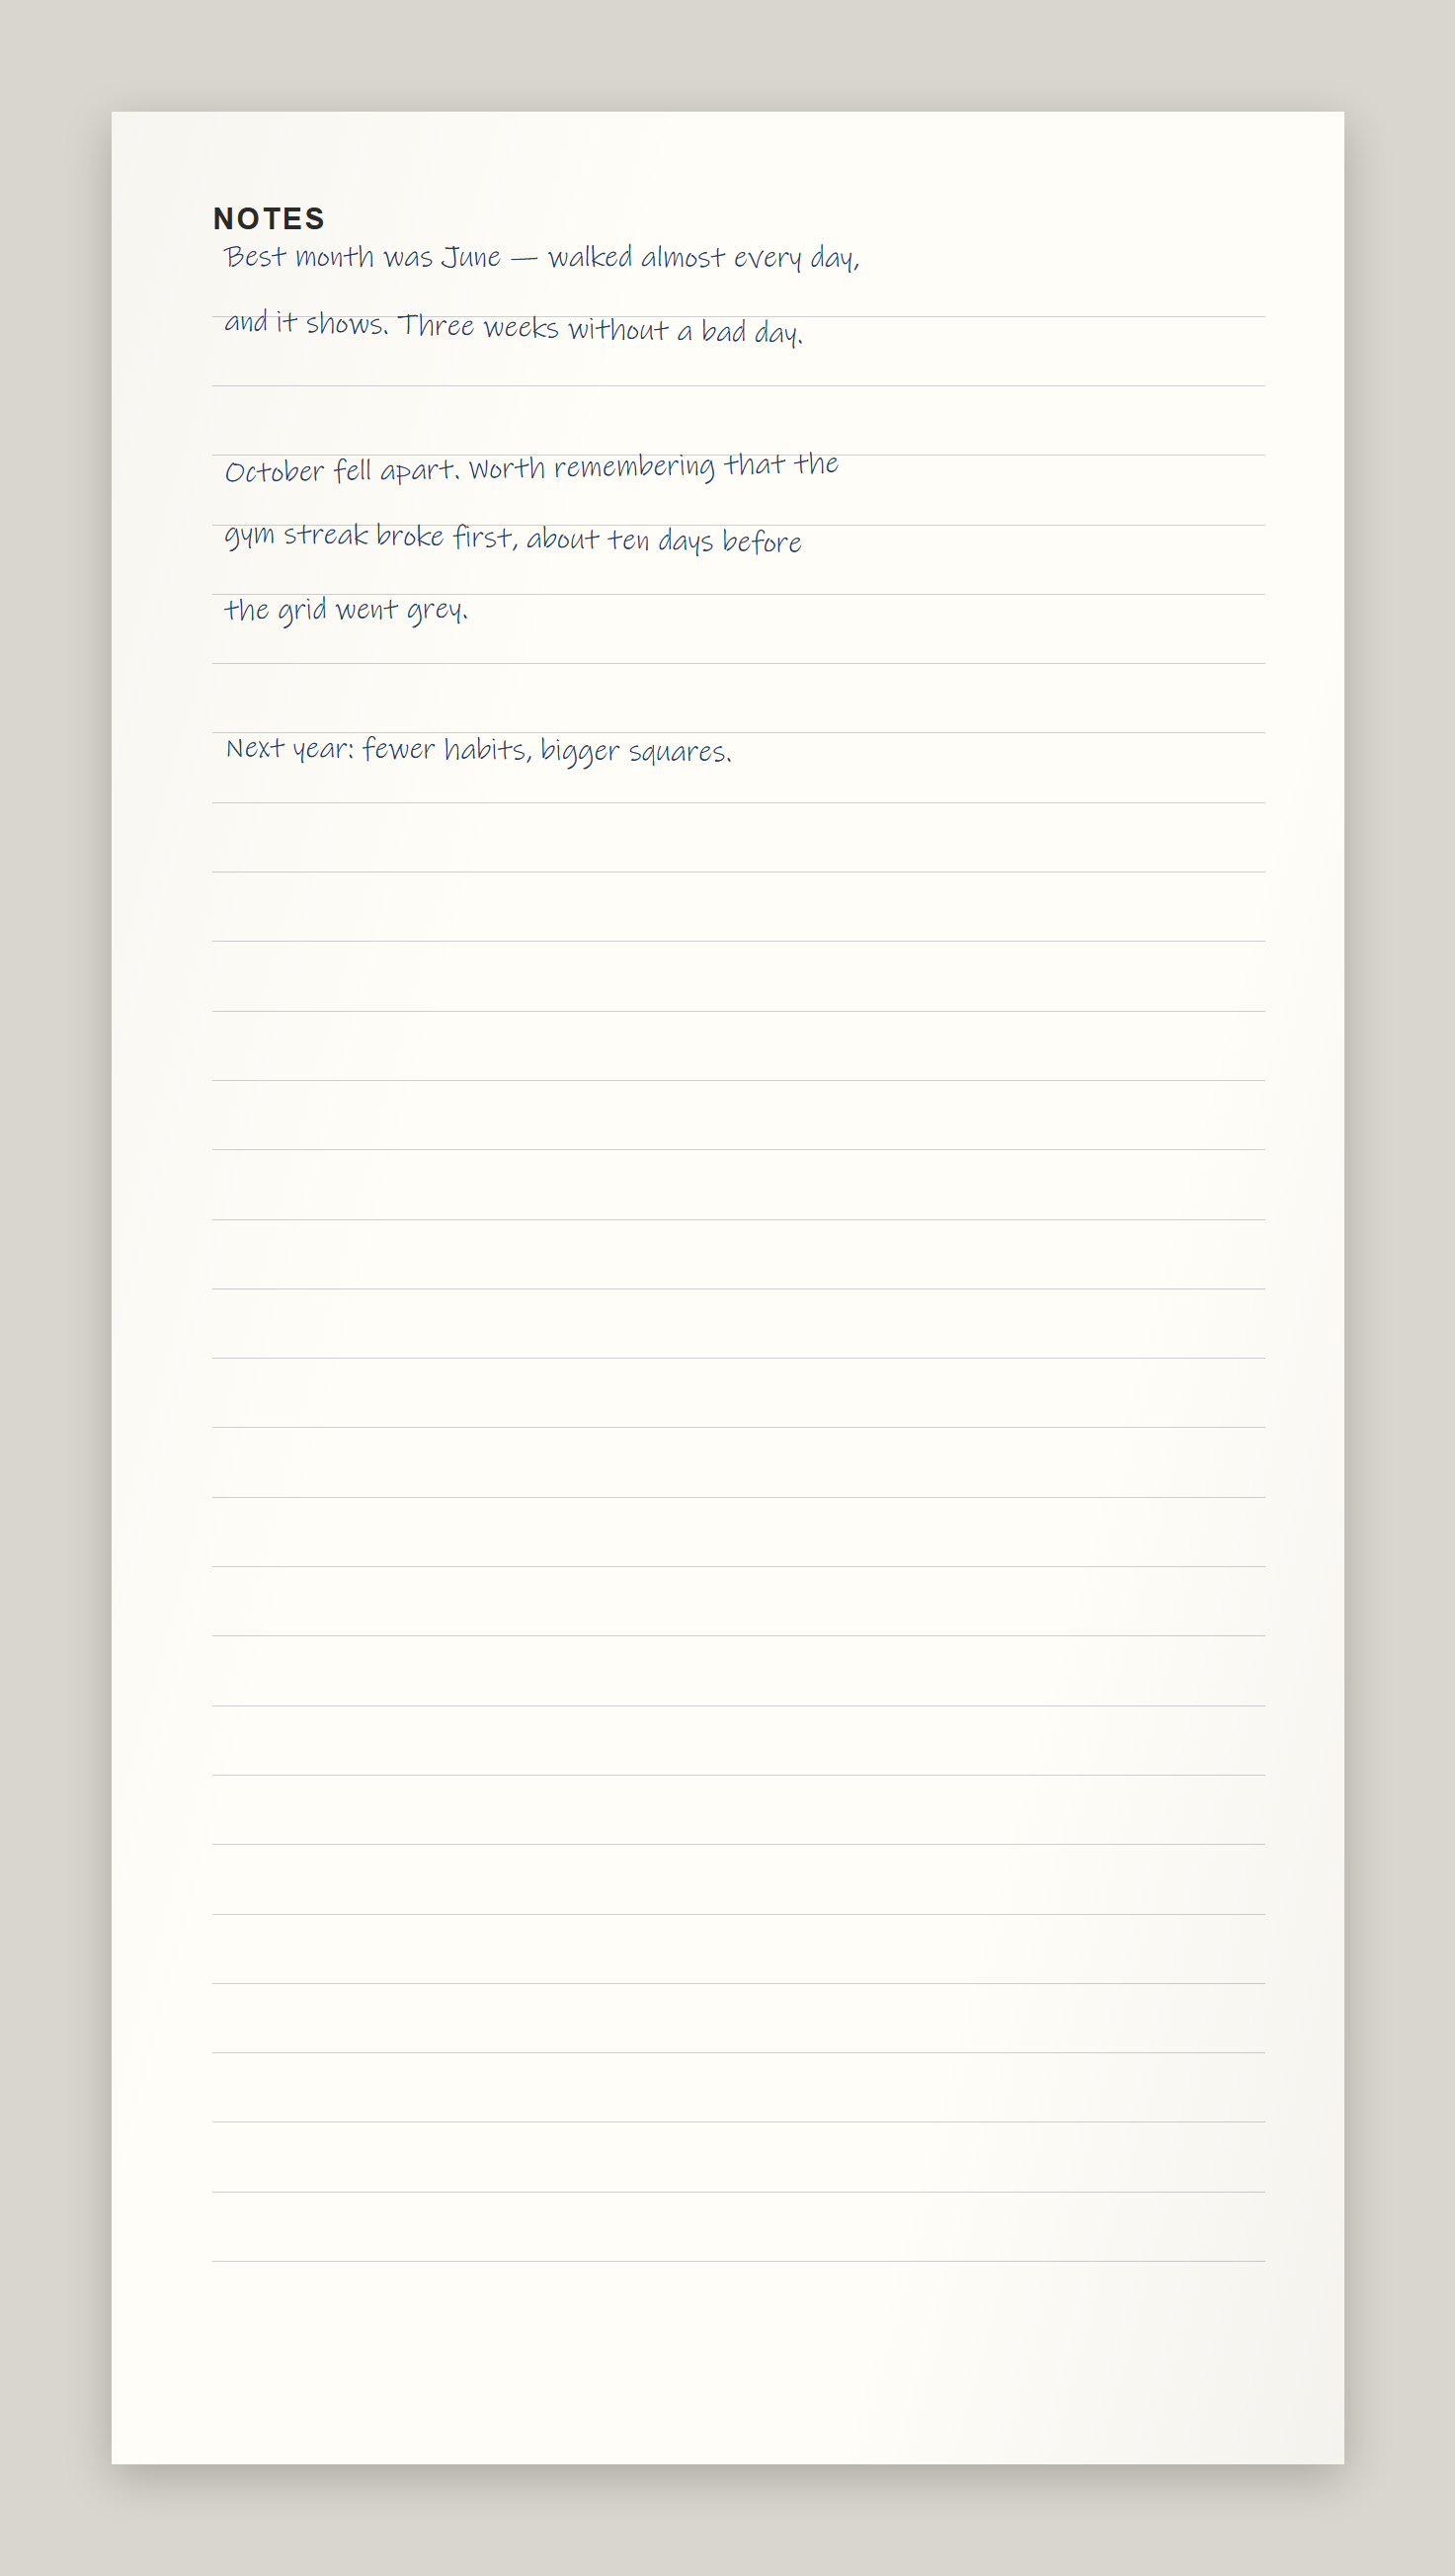 NOTES
Best month was June — walked almost every day,
and it shows. Three weeks without a bad day.
October fell apart. Worth remembering that the
gym streak broke first, about ten days before
the grid went grey.
Next year: fewer habits, bigger squares.